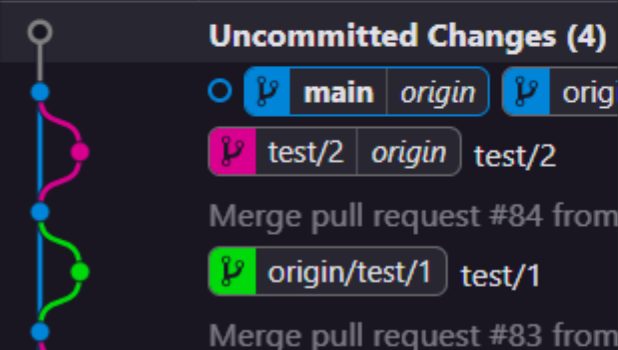 Uncommitted Changes (4)
main origin orig
test/2 origin test/2
Merge pull request #84 from
origin/test/1 test/1
Merge pull request #83 from